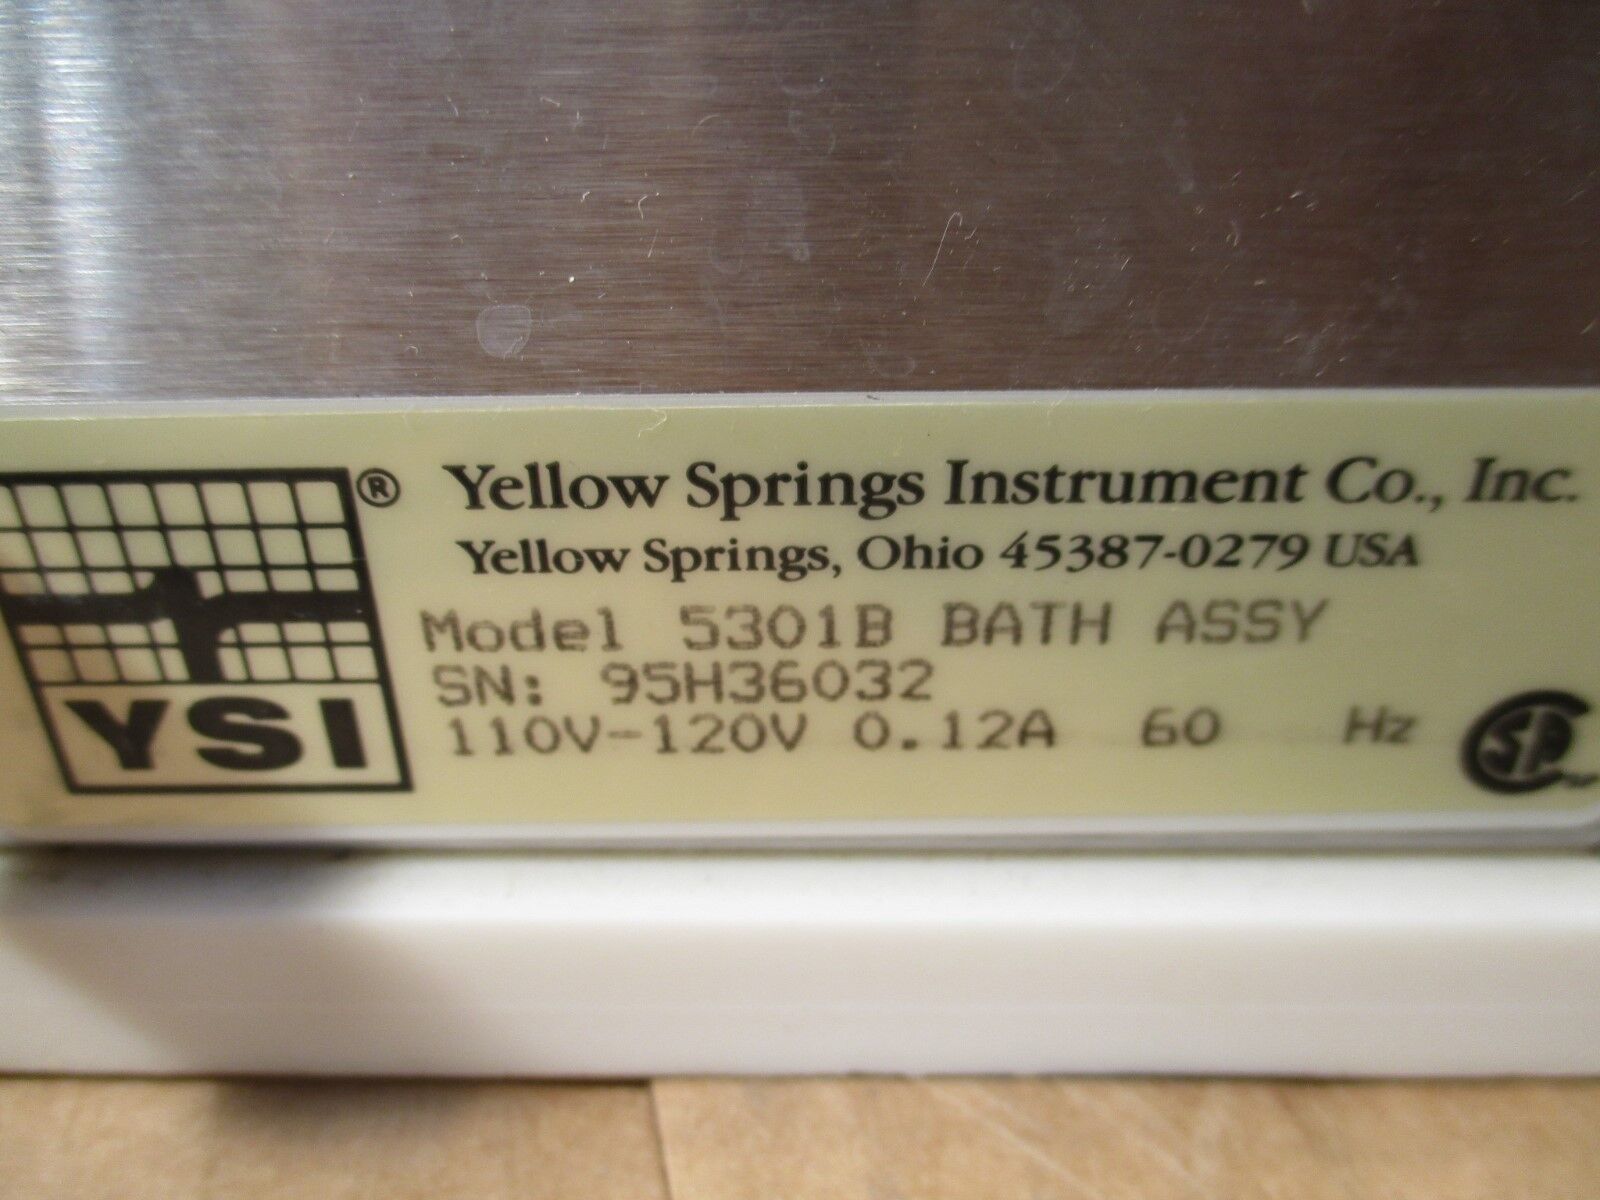 ® Yellow Springs Instrument Co., Inc.
Yellow Springs, Ohio 45387-0279 USA
Model 5301B BATH ASSY
SN: 95H36032
110V-120V 0.12A 60 Hz
YSI